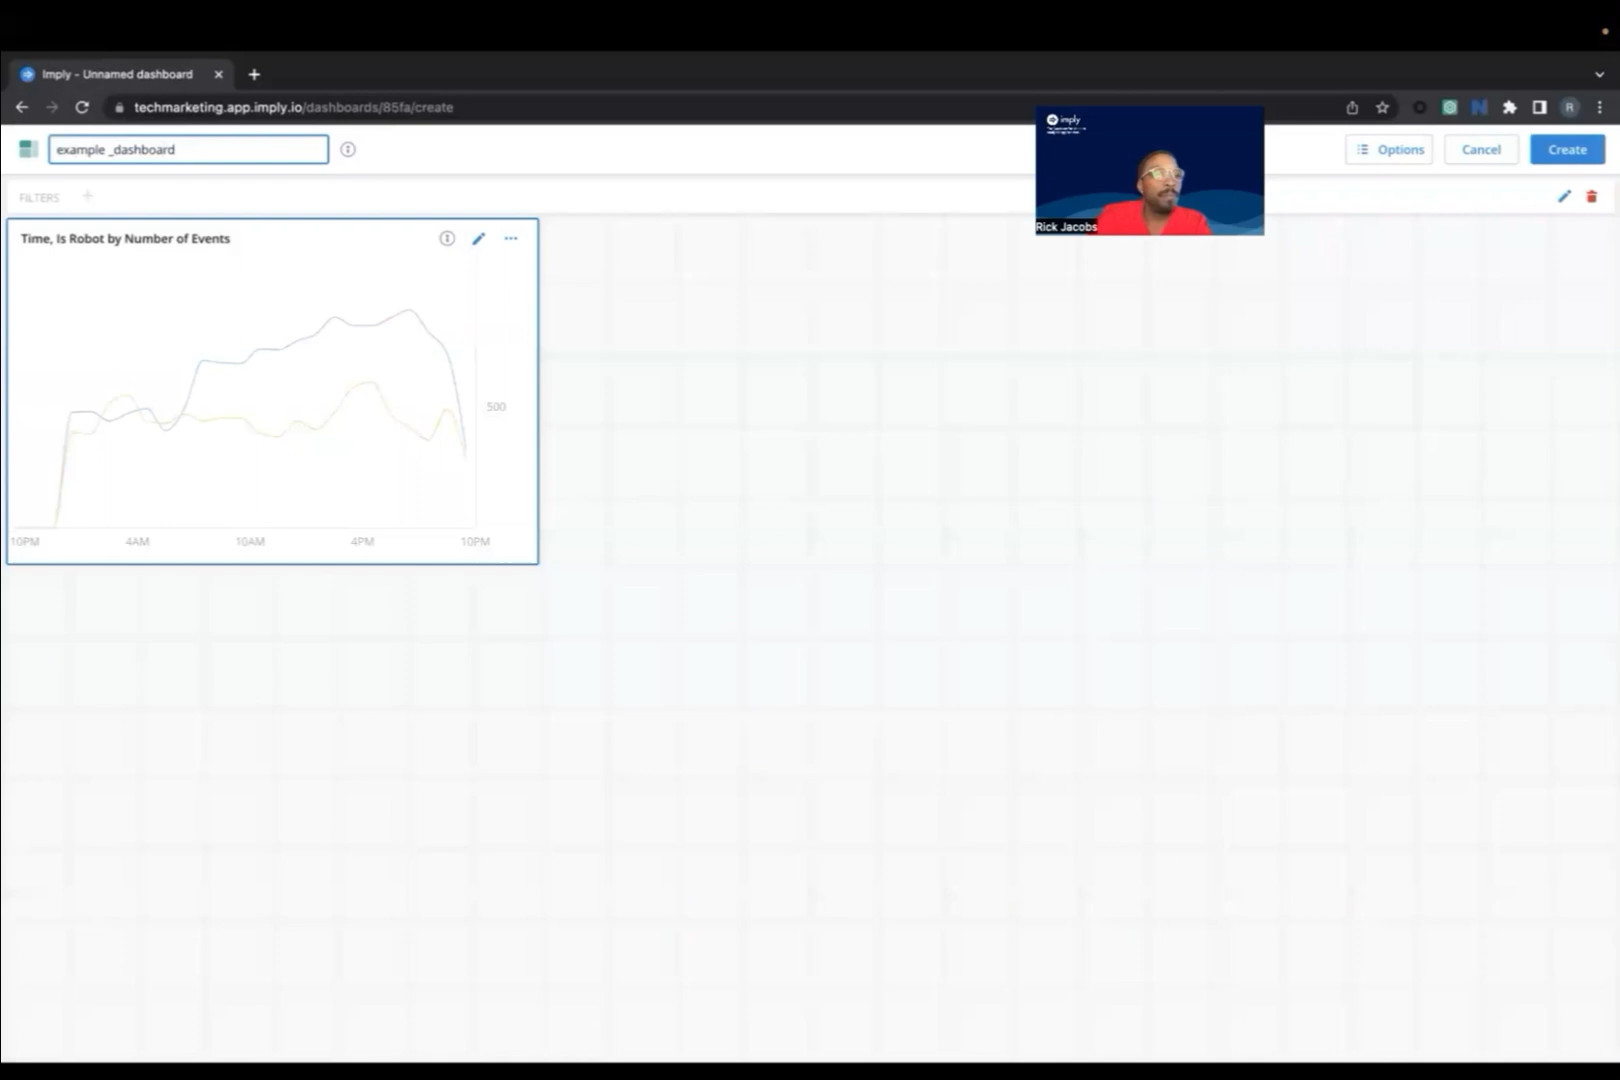 Imply - Unnamed dashboard
techmarketing.app.imply.io/dashboards/85fa/create
R
example _dashboard
imply
Options
Cancel
Create
FILTERS
Rick Jacobs
Time, Is Robot by Number of Events
500
10PM
4AM
10AM
4PM
10PM